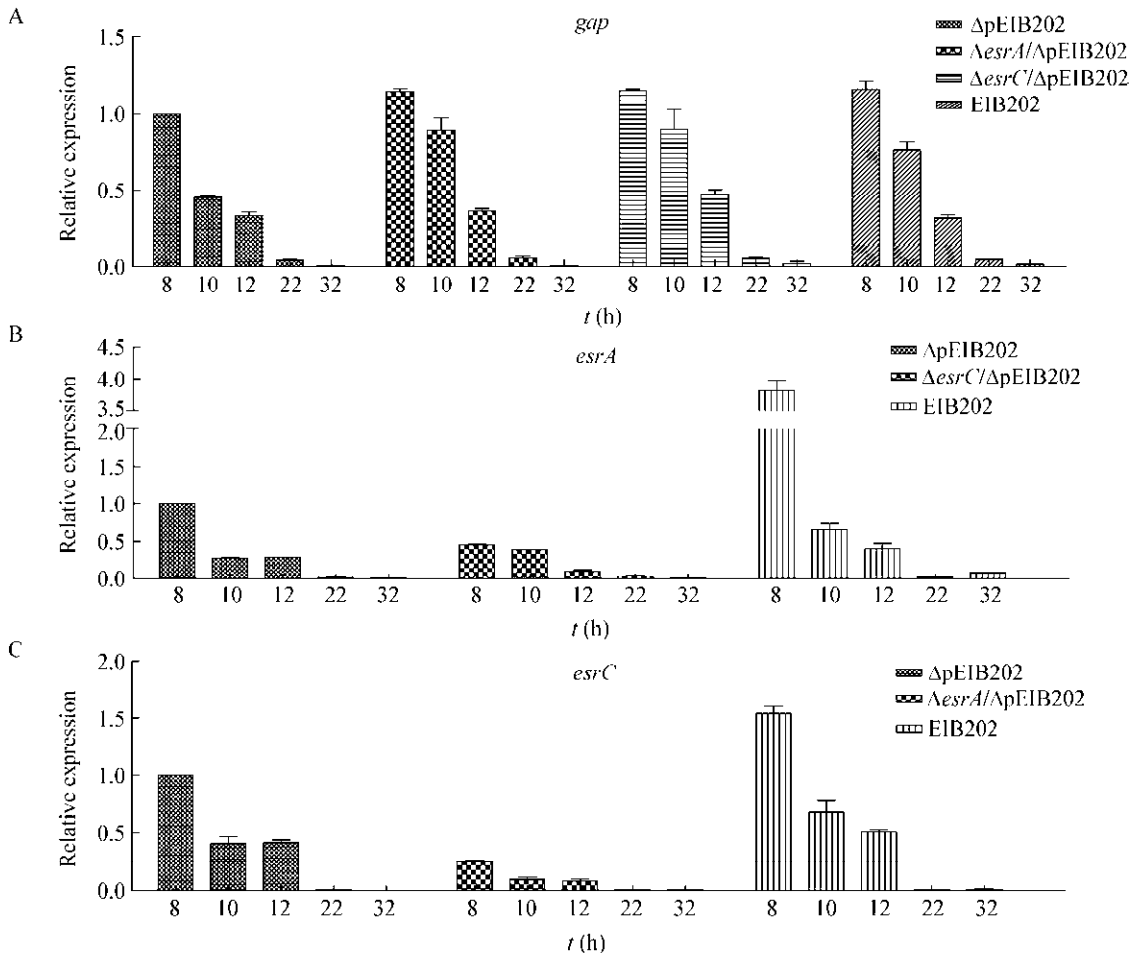 A
gap
ΔpEIB202
ΔesrA/ΔpEIB202
ΔesrC/ΔpEIB202
EIB202
Relative expression
1.5
1.0
0.5
0.0
8 10 12 22 32 8 10 12 22 32 8 10 12 22 32 8 10 12 22 32
t (h)
B
esrA
ΔpEIB202
ΔesrC/ΔpEIB202
EIB202
Relative expression
4.5
4.0
3.5
2.0
1.5
1.0
0.5
0.0
8 10 12 22 32 8 10 12 22 32 8 10 12 22 32
t (h)
C
esrC
ΔpEIB202
ΔesrA/ΔpEIB202
EIB202
Relative expression
2.0
1.5
1.0
0.5
0.0
8 10 12 22 32 8 10 12 22 32 8 10 12 22 32
t (h)